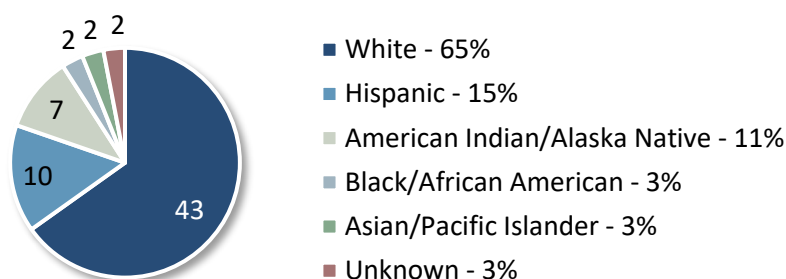 2 2 2
7
10
43
White - 65%
Hispanic - 15%
American Indian/Alaska Native - 11%
Black/African American - 3%
Asian/Pacific Islander - 3%
Unknown - 3%